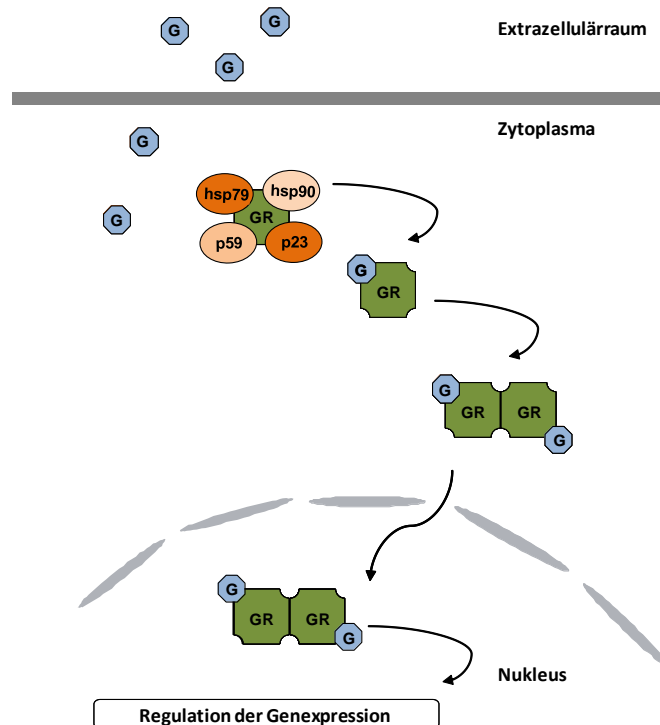 G
G
Extrazellulärraum
G
Zytoplasma
G
hsp79 hsp90
G
GR
p59 p23
G
GR
G
GR GR
G
G
GR GR
G
Nukleus
Regulation der Genexpression